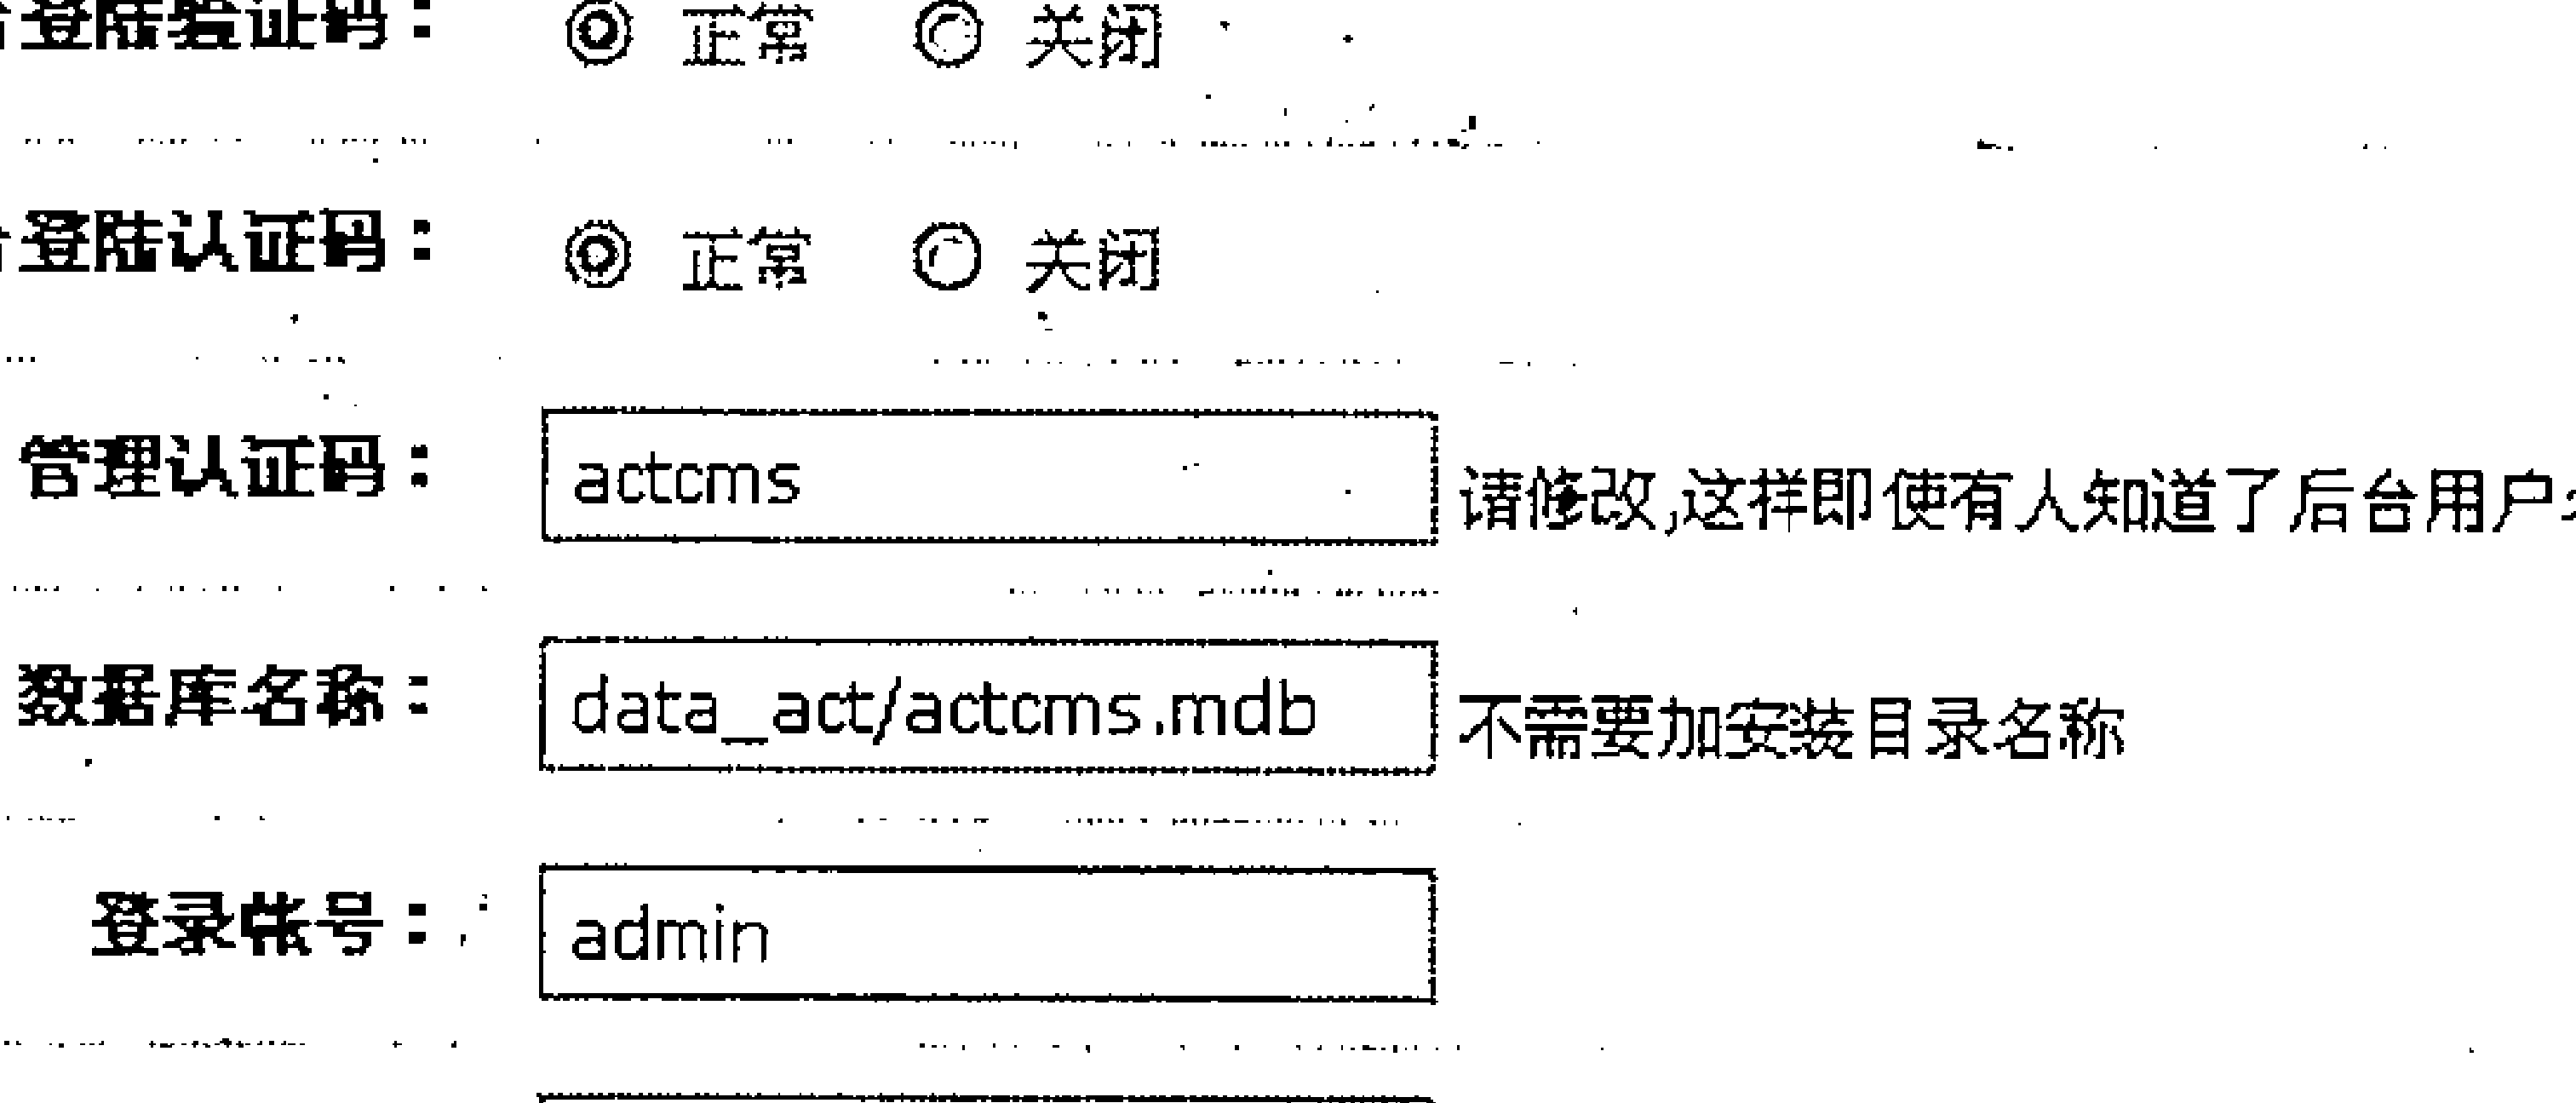 登陆验证码： 正常 关闭
登陆认证码： 正常 关闭
管理认证码： actcms 请修改,这样即使有人知道了后台用户
数据库名称： data_act/actcms.mdb 不需要加安装目录名称
登录帐号： admin